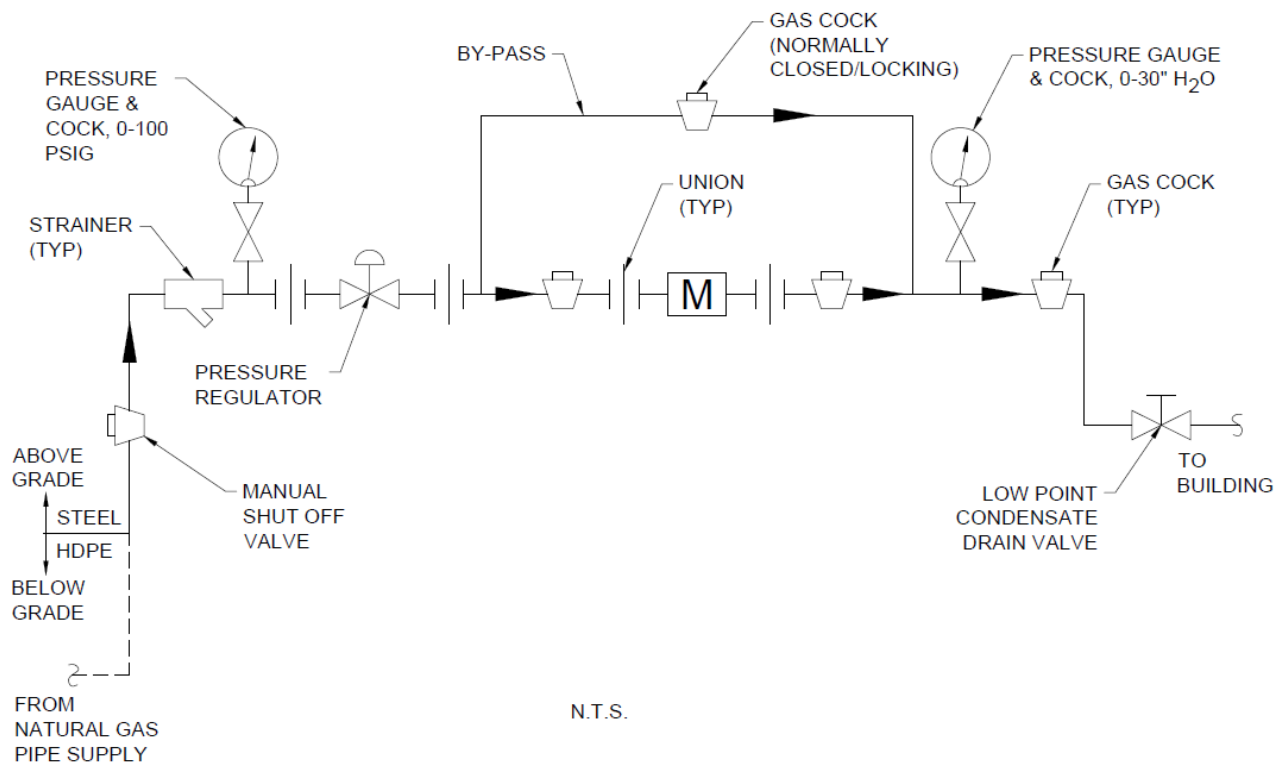 GAS COCK
(NORMALLY
CLOSED/LOCKING)
BY-PASS
PRESSURE GAUGE
& COCK, 0-30" H2O
PRESSURE
GAUGE &
COCK, 0-100
PSIG
UNION
(TYP)
GAS COCK
(TYP)
STRAINER
(TYP)
M
PRESSURE
REGULATOR
ABOVE
GRADE
STEEL
HDPE
BELOW
GRADE
MANUAL
SHUT OFF
VALVE
LOW POINT
CONDENSATE
DRAIN VALVE
TO
BUILDING
FROM
NATURAL GAS
PIPE SUPPLY
N.T.S.